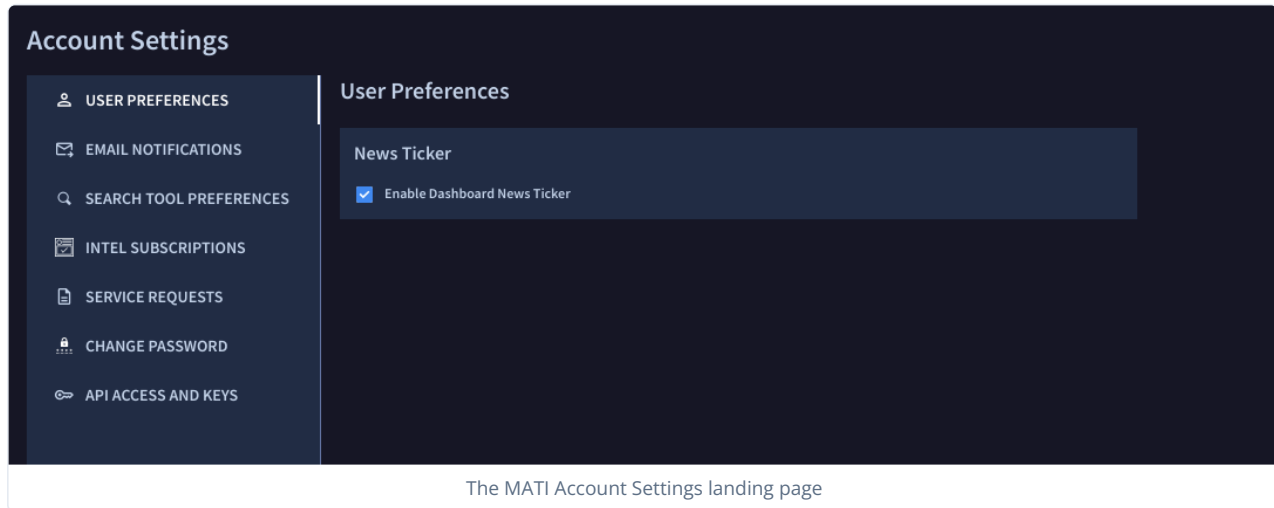 Account Settings
USER PREFERENCES
EMAIL NOTIFICATIONS
SEARCH TOOL PREFERENCES
INTEL SUBSCRIPTIONS
SERVICE REQUESTS
CHANGE PASSWORD
API ACCESS AND KEYS
User Preferences
News Ticker
Enable Dashboard News Ticker
The MATI Account Settings landing page